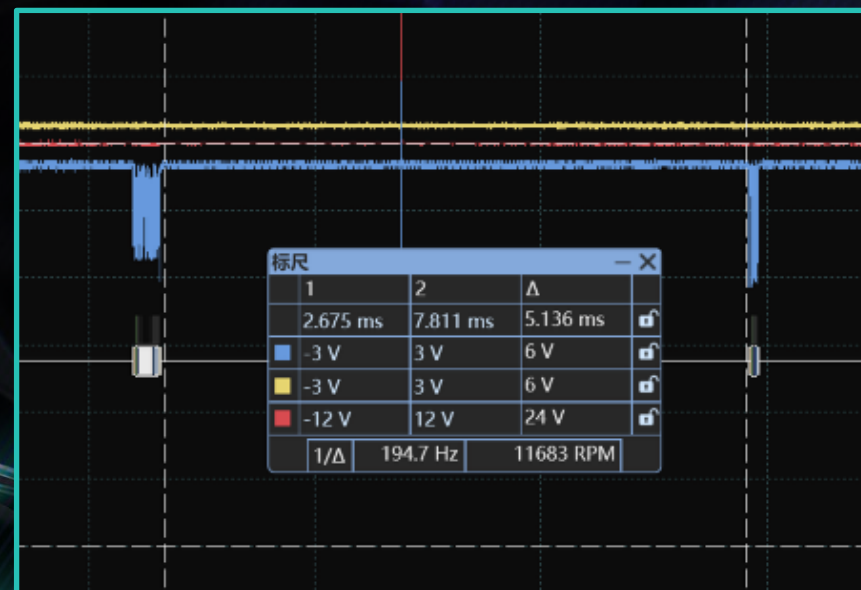 标尺
1 2 Δ
2.675 ms 7.811 ms 5.136 ms
-3 V 3 V 6 V
-3 V 3 V 6 V
-12 V 12 V 24 V
1/Δ 194.7 Hz 11683 RPM